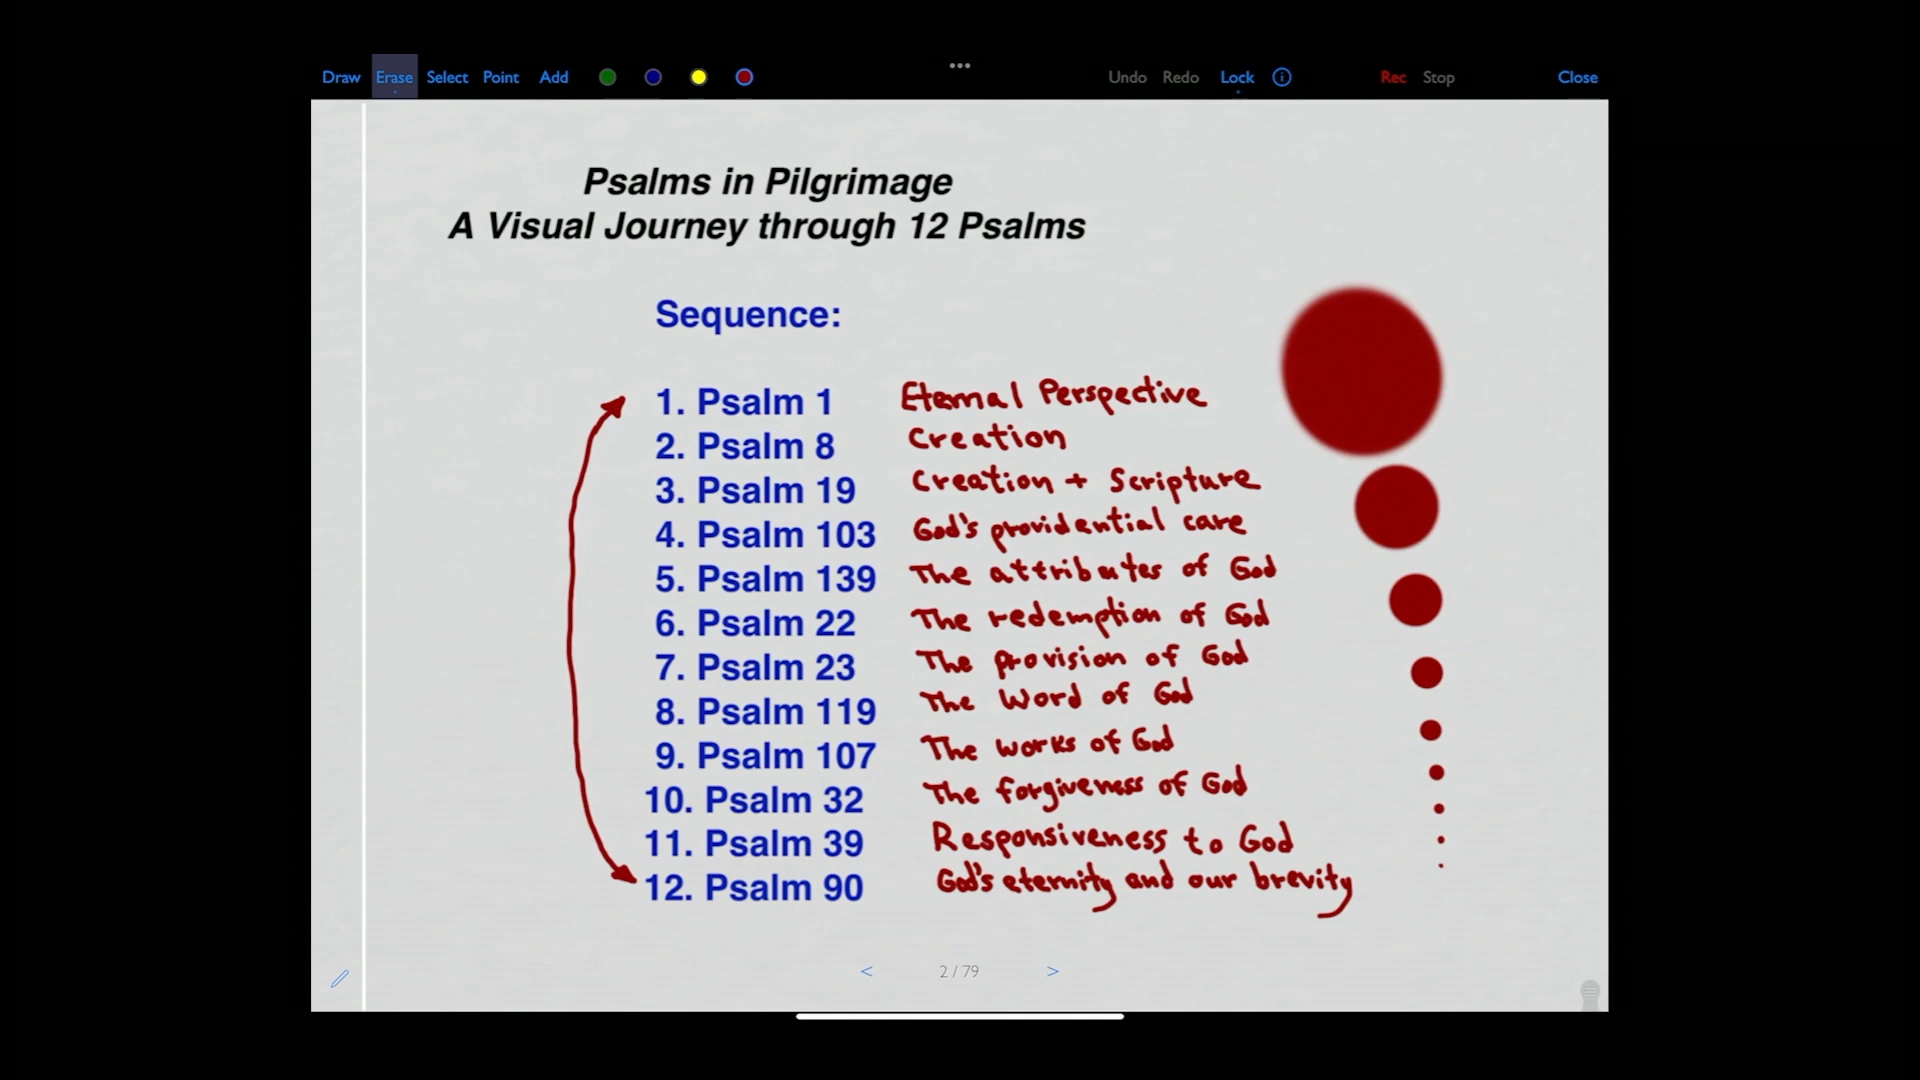 Draw Erase Select Point Add Undo Redo Lock Rec Stop Close
Psalms in Pilgrimage
A Visual Journey through 12 Psalms
Sequence:
1. Psalm 1 Eternal Perspective
2. Psalm 8 Creation
3. Psalm 19 Creation + Scripture
4. Psalm 103 God's providential care
5. Psalm 139 The attributes of God
6. Psalm 22 The redemption of God
7. Psalm 23 The provision of God
8. Psalm 119 The Word of God
9. Psalm 107 The works of God
10. Psalm 32 The forgiveness of God
11. Psalm 39 Responsiveness to God
12. Psalm 90 God's eternity and our brevity
< 2 / 79 >